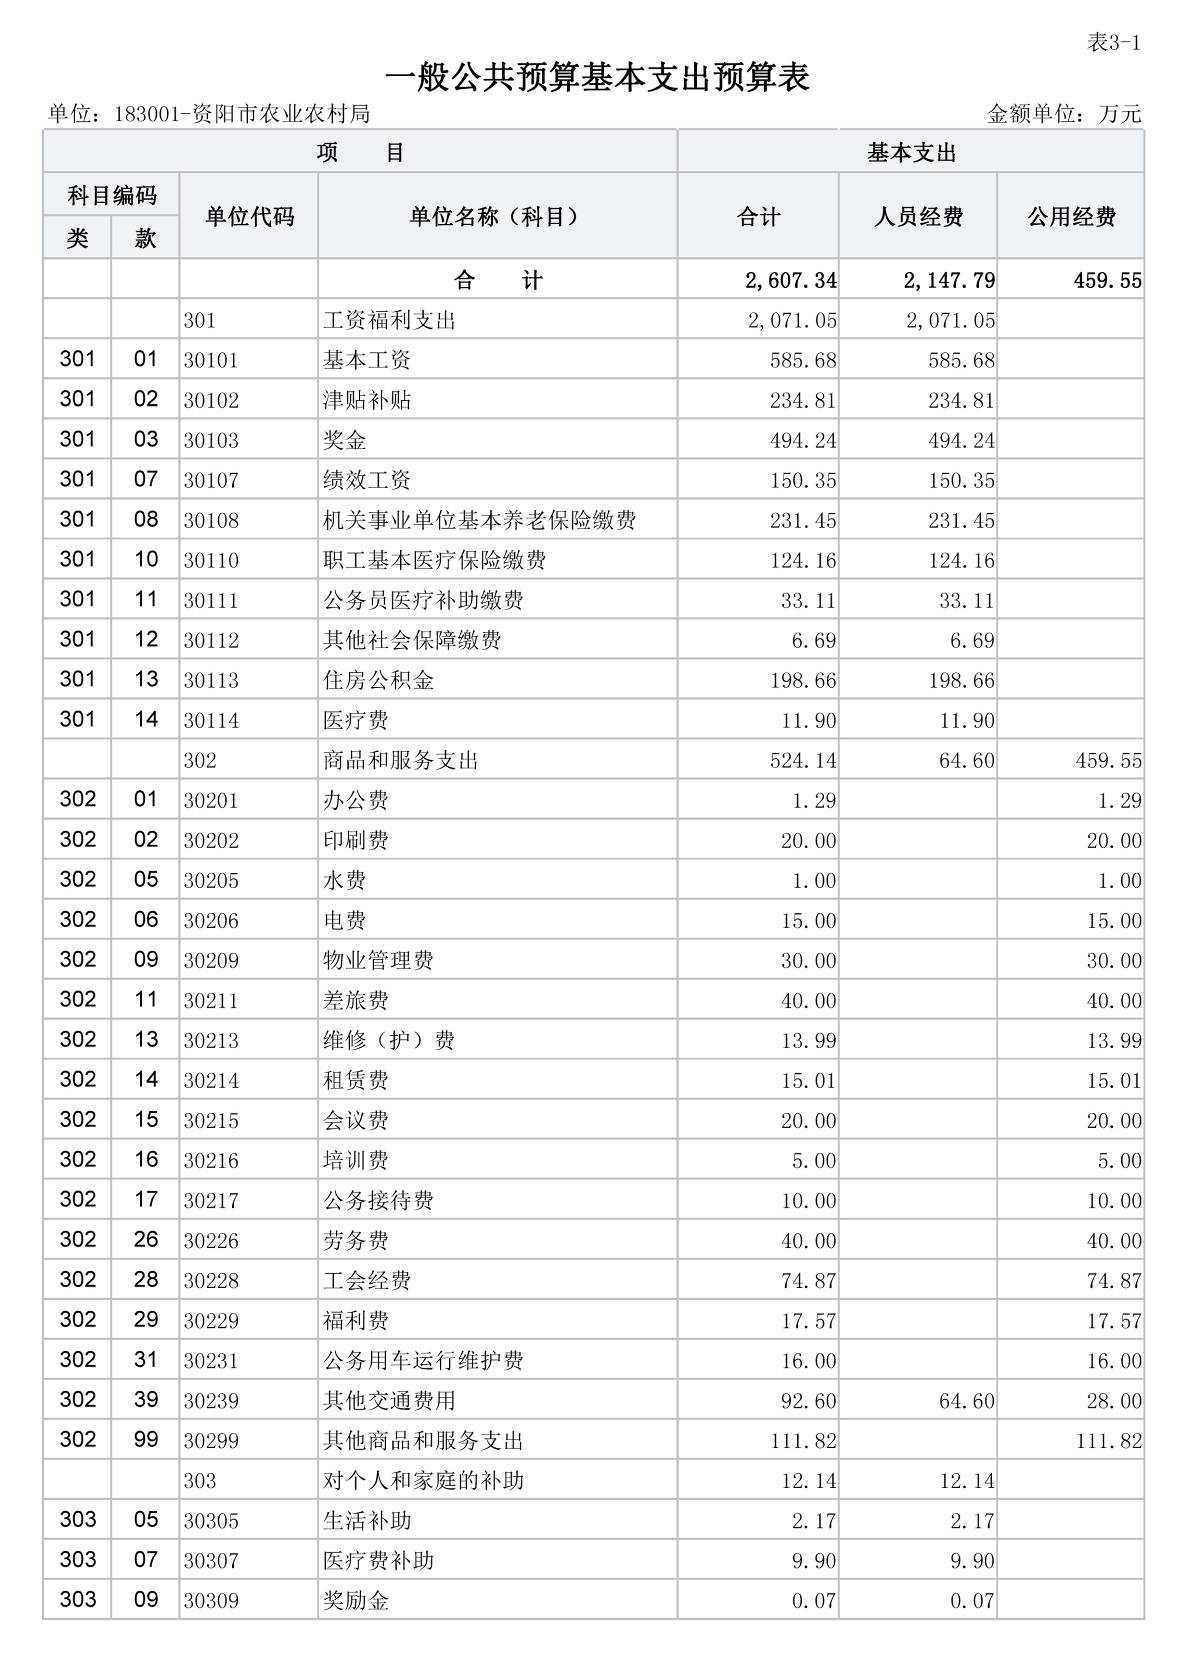 表3-1
一般公共预算基本支出预算表
单位：183001-资阳市农业农村局 金额单位：万元
项 目 基本支出
科目编码 单位代码 单位名称（科目） 合计 人员经费 公用经费
类 款
合 计 2,607.34 2,147.79 459.55
301 工资福利支出 2,071.05 2,071.05
301 01 30101 基本工资 585.68 585.68
301 02 30102 津贴补贴 234.81 234.81
301 03 30103 奖金 494.24 494.24
301 07 30107 绩效工资 150.35 150.35
301 08 30108 机关事业单位基本养老保险缴费 231.45 231.45
301 10 30110 职工基本医疗保险缴费 124.16 124.16
301 11 30111 公务员医疗补助缴费 33.11 33.11
301 12 30112 其他社会保障缴费 6.69 6.69
301 13 30113 住房公积金 198.66 198.66
301 14 30114 医疗费 11.90 11.90
302 商品和服务支出 524.14 64.60 459.55
302 01 30201 办公费 1.29 1.29
302 02 30202 印刷费 20.00 20.00
302 05 30205 水费 1.00 1.00
302 06 30206 电费 15.00 15.00
302 09 30209 物业管理费 30.00 30.00
302 11 30211 差旅费 40.00 40.00
302 13 30213 维修（护）费 13.99 13.99
302 14 30214 租赁费 15.01 15.01
302 15 30215 会议费 20.00 20.00
302 16 30216 培训费 5.00 5.00
302 17 30217 公务接待费 10.00 10.00
302 26 30226 劳务费 40.00 40.00
302 28 30228 工会经费 74.87 74.87
302 29 30229 福利费 17.57 17.57
302 31 30231 公务用车运行维护费 16.00 16.00
302 39 30239 其他交通费用 92.60 64.60 28.00
302 99 30299 其他商品和服务支出 111.82 111.82
303 对个人和家庭的补助 12.14 12.14
303 05 30305 生活补助 2.17 2.17
303 07 30307 医疗费补助 9.90 9.90
303 09 30309 奖励金 0.07 0.07